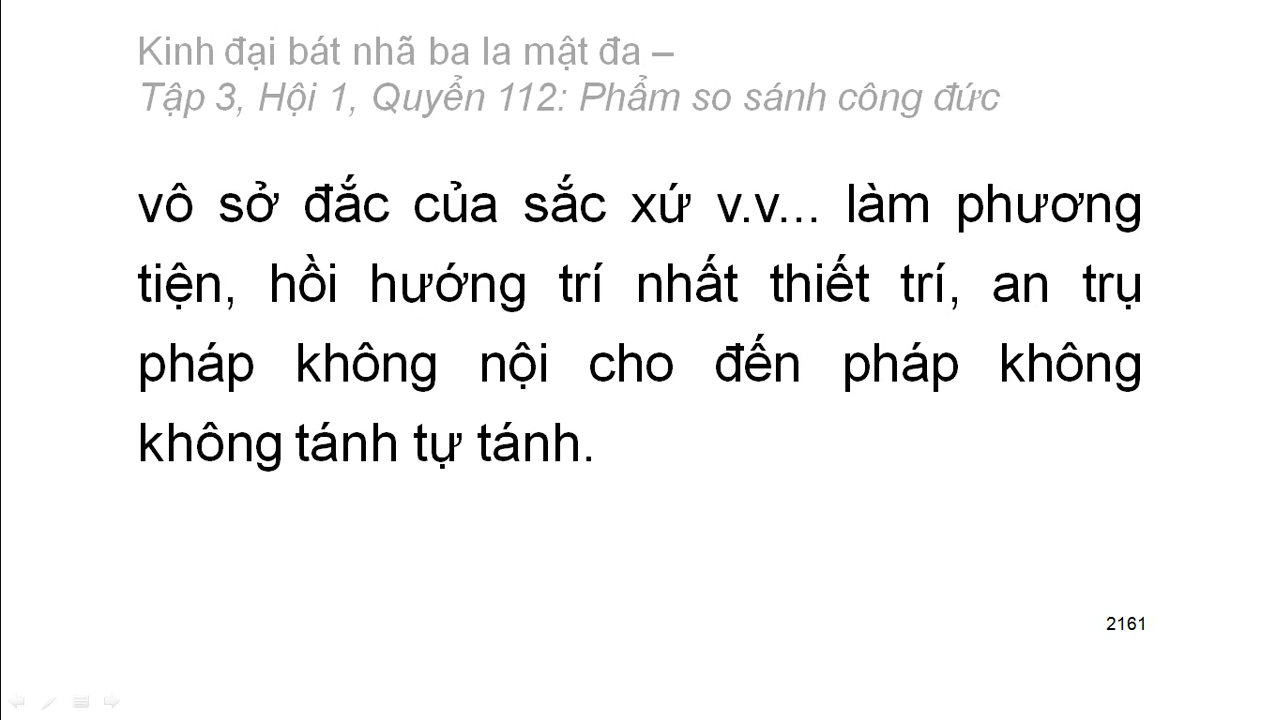 Kinh đại bát nhã ba la mật đa –
Tập 3, Hội 1, Quyển 112: Phẩm so sánh công đức
vô sở đắc của sắc xứ v.v... làm phương
tiện, hồi hướng trí nhất thiết trí, an trụ
pháp không nội cho đến pháp không
không tánh tự tánh.
2161